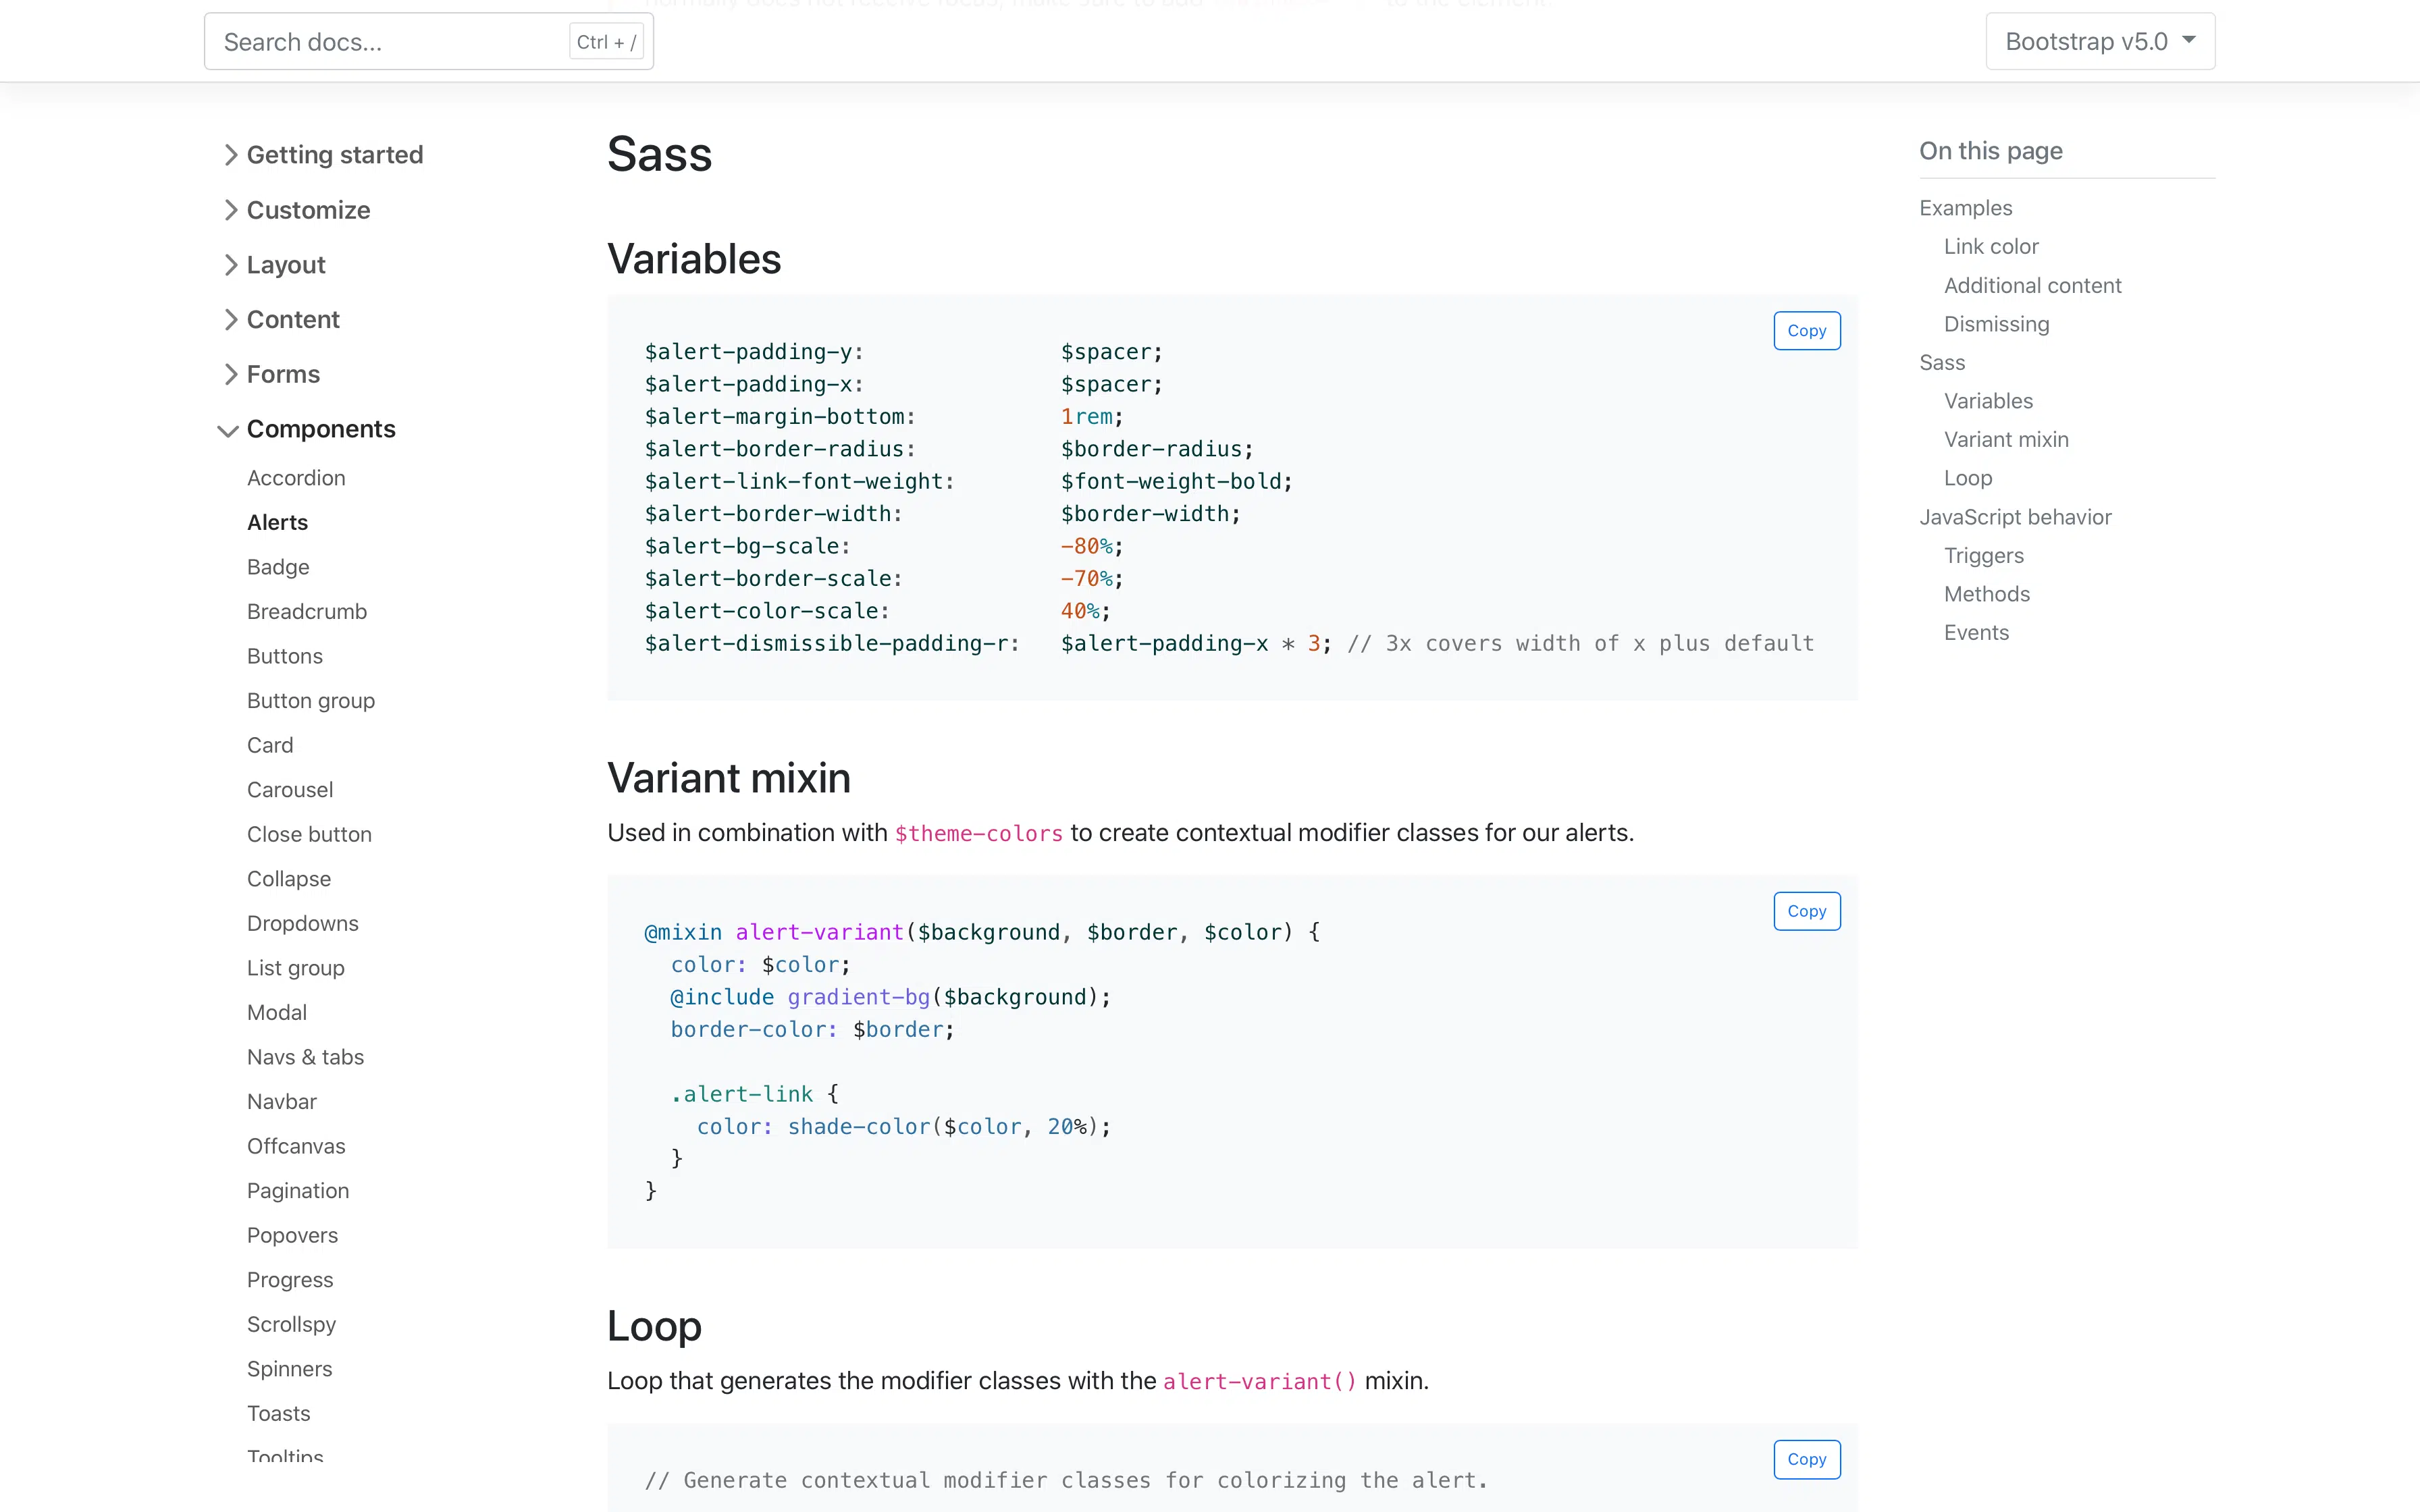 Search docs...
Ctrl + /
Bootstrap v5.0
Getting started
Customize
Layout
Content
Forms
Components
Accordion
Alerts
Badge
Breadcrumb
Buttons
Button group
Card
Carousel
Close button
Collapse
Dropdowns
List group
Modal
Navs & tabs
Navbar
Offcanvas
Pagination
Popovers
Progress
Scrollspy
Spinners
Toasts
Tooltips
Sass
Variables
Copy
$alert-padding-y:               $spacer;
$alert-padding-x:               $spacer;
$alert-margin-bottom:           1rem;
$alert-border-radius:           $border-radius;
$alert-link-font-weight:        $font-weight-bold;
$alert-border-width:            $border-width;
$alert-bg-scale:                -80%;
$alert-border-scale:            -70%;
$alert-color-scale:             40%;
$alert-dismissible-padding-r:   $alert-padding-x * 3; // 3x covers width of x plus default
Variant mixin
Used in combination with $theme-colors to create contextual modifier classes for our alerts.
Copy
@mixin alert-variant($background, $border, $color) {
  color: $color;
  @include gradient-bg($background);
  border-color: $border;
  .alert-link {
    color: shade-color($color, 20%);
  }
}
Loop
Loop that generates the modifier classes with the alert-variant() mixin.
Copy
// Generate contextual modifier classes for colorizing the alert.
On this page
Examples
Link color
Additional content
Dismissing
Sass
Variables
Variant mixin
Loop
JavaScript behavior
Triggers
Methods
Events